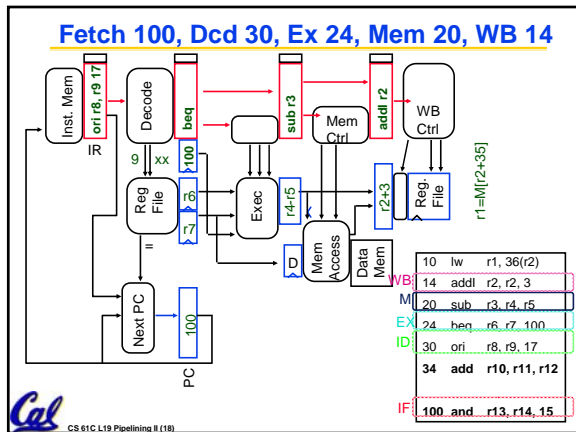 Fetch 100, Dcd 30, Ex 24, Mem 20, WB 14
Inst. Mem
ori r8, r9 17
IR
Decode
beq
sub r3
Mem
Ctrl
addI r2
WB
Ctrl
9
xx
100
Reg
File
r6
r7
Exec
r4-r5
r2+3
Reg.
File
r1=M[r2+35]
=
D
Mem
Access
Data
Mem
Next PC
100
PC
10 lw r1, 36(r2)
WB 14 addI r2, r2, 3
M 20 sub r3, r4, r5
EX 24 beq r6, r7, 100
ID 30 ori r8, r9, 17
34 add r10, r11, r12
IF 100 and r13, r14, 15
Cal
CS 61C L19 Pipelining II (18)